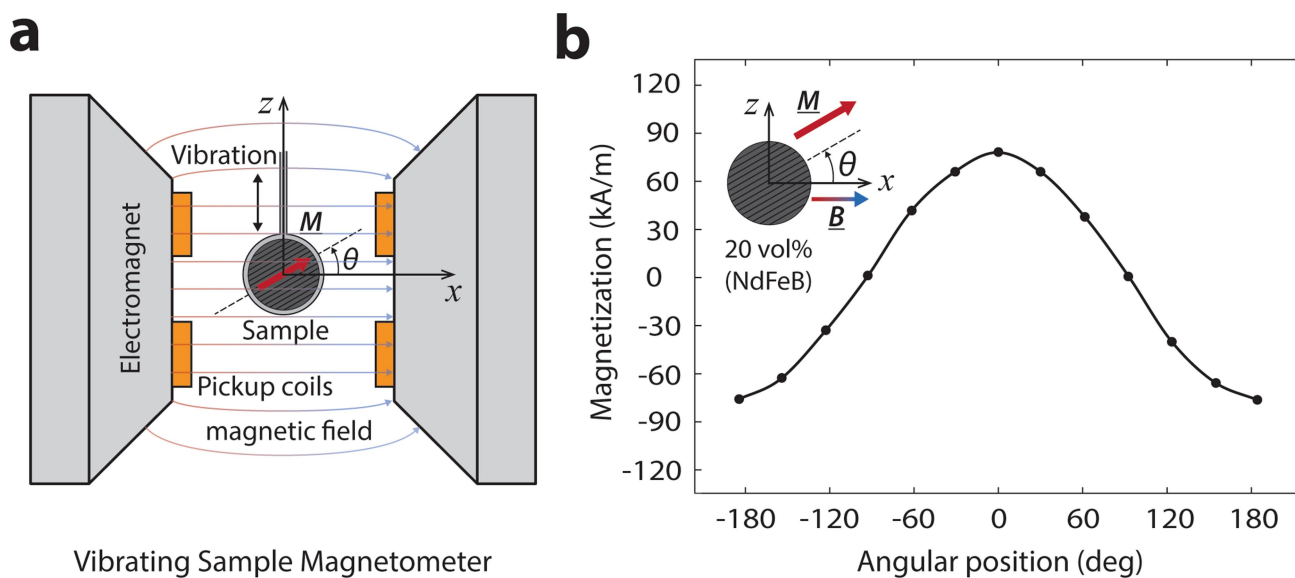 a
z
Vibration
M
θ
x
Electromagnet
Sample
Pickup coils
magnetic field
Vibrating Sample Magnetometer
b
Magnetization (kA/m)
120
90
60
30
0
-30
-60
-90
-120
M
z
θ
x
B
20 vol%
(NdFeB)
-180 -120 -60 0 60 120 180
Angular position (deg)